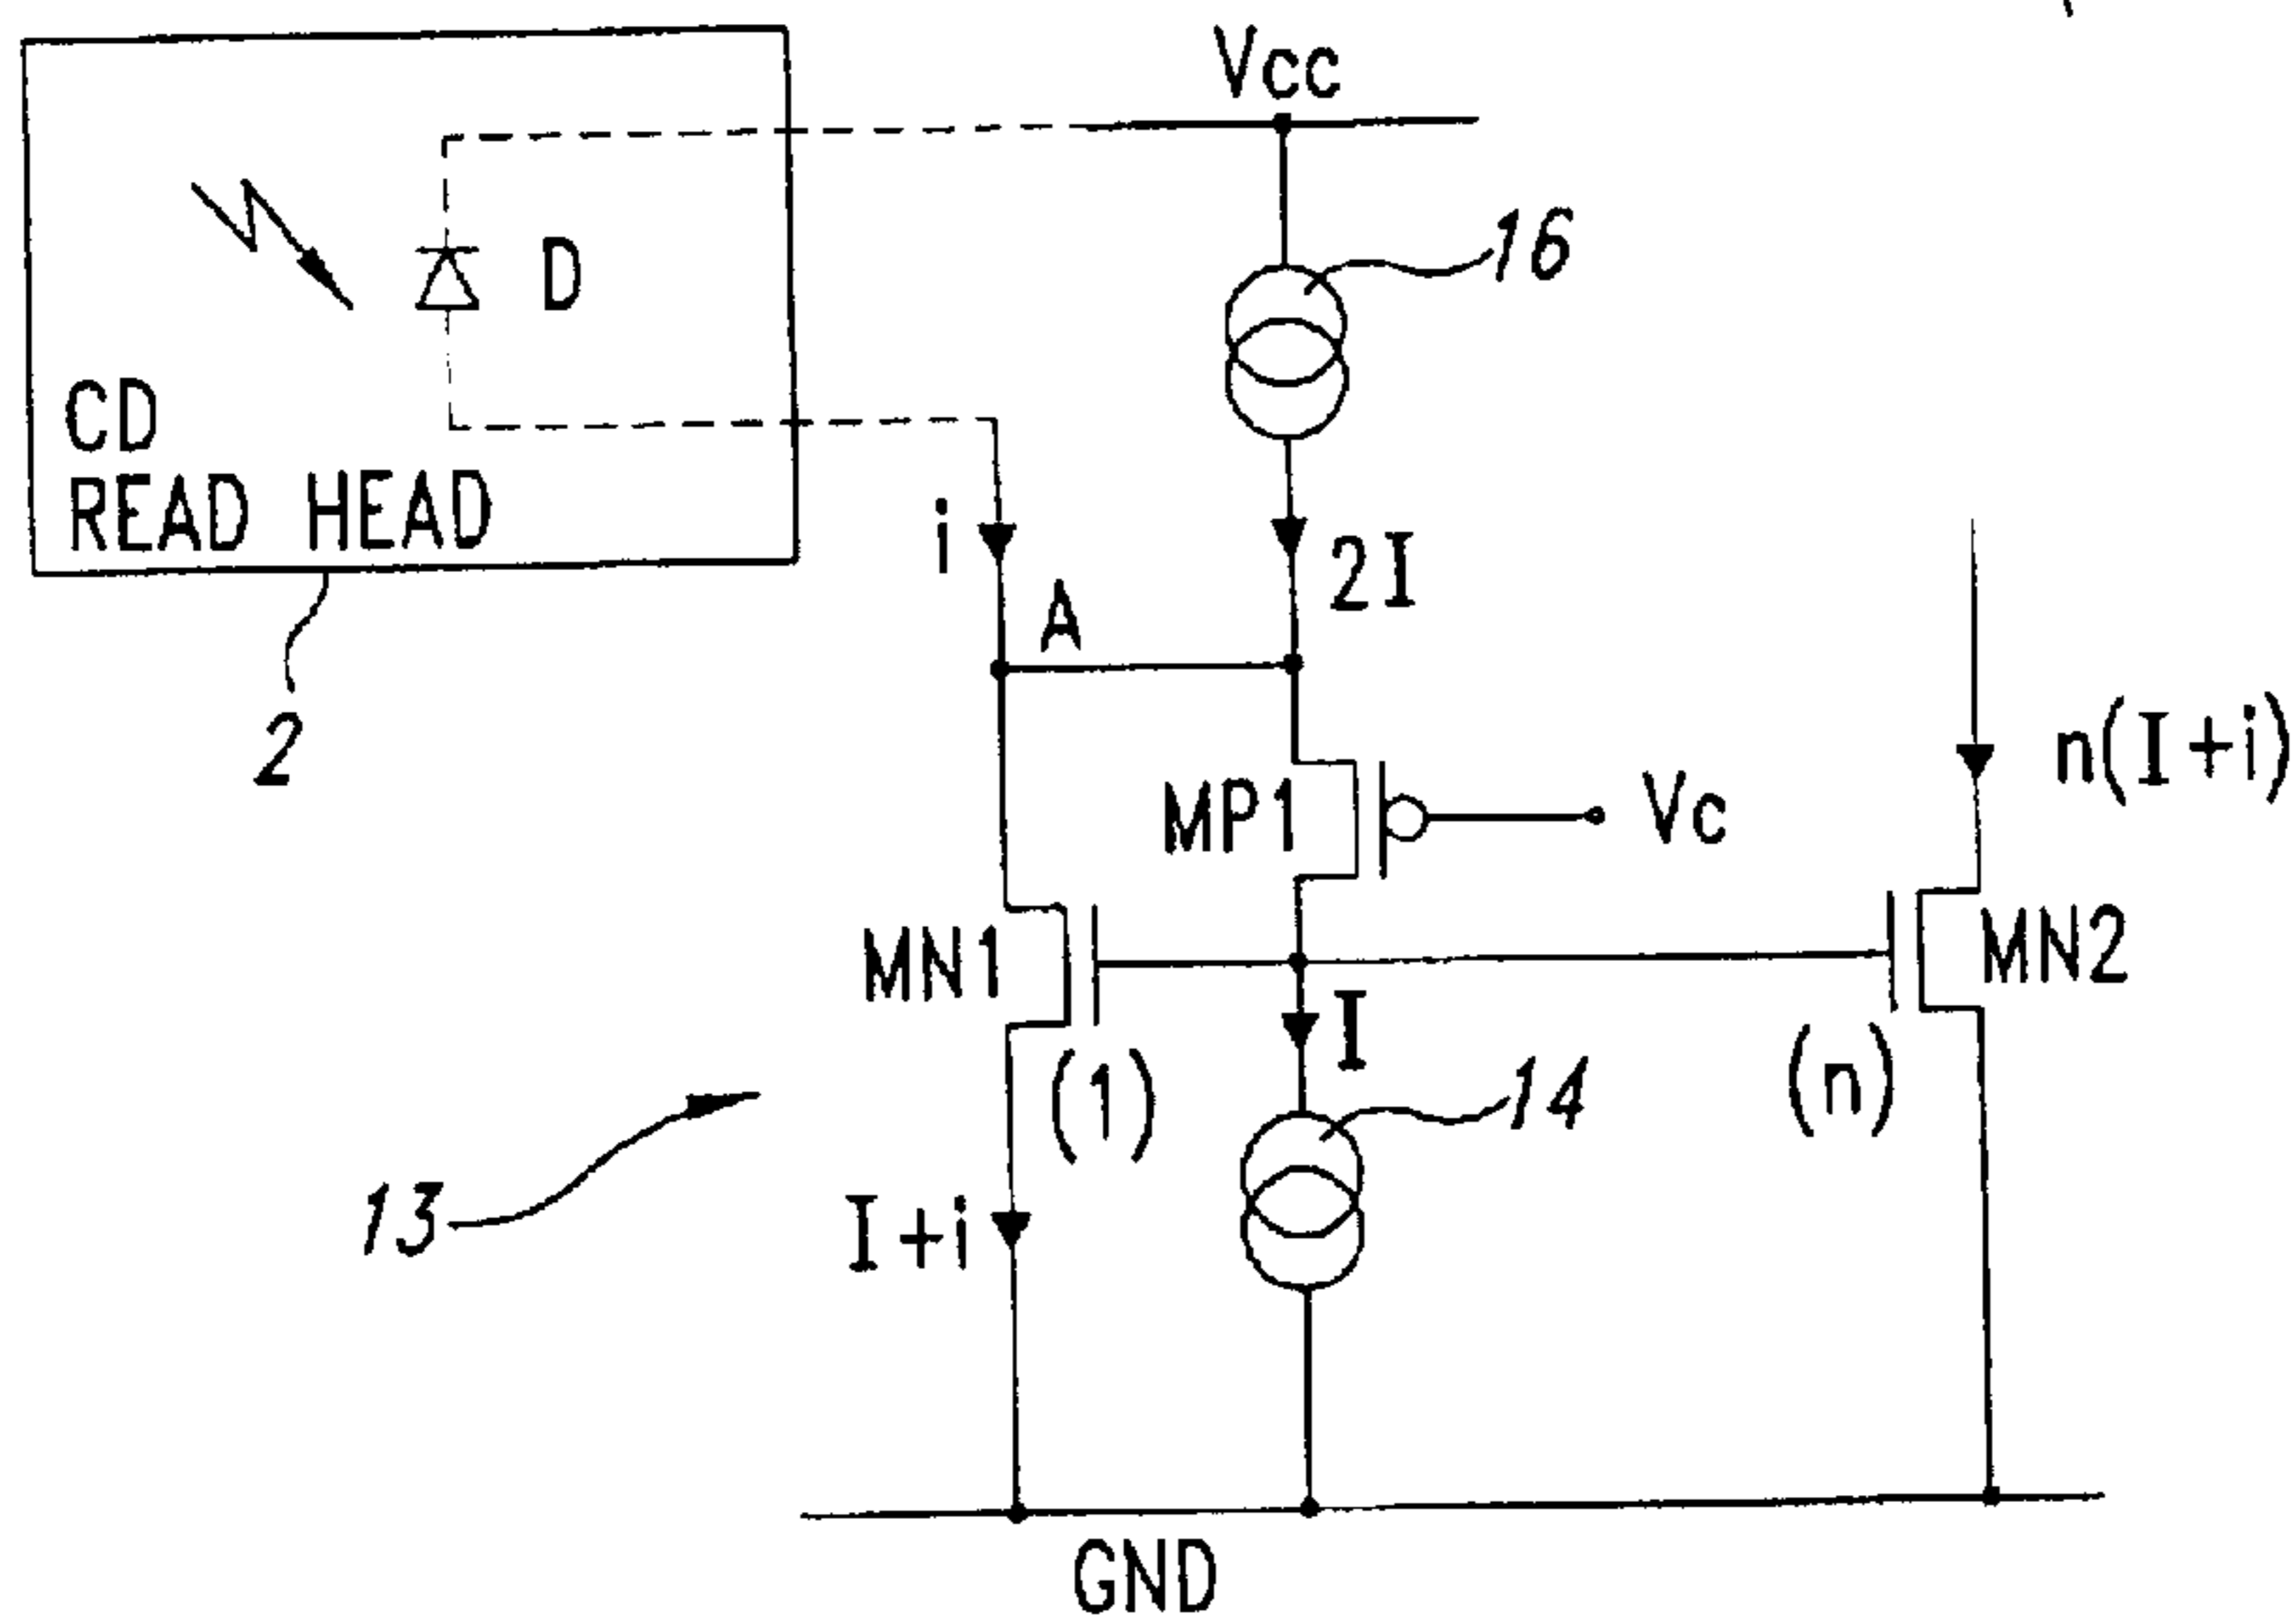 Vcc
16
D
CD
READ HEAD
i
2I
A
2
n(I+i)
MP1
Vc
MN1
MN2
I
(1)
(n)
14
13
I+i
GND